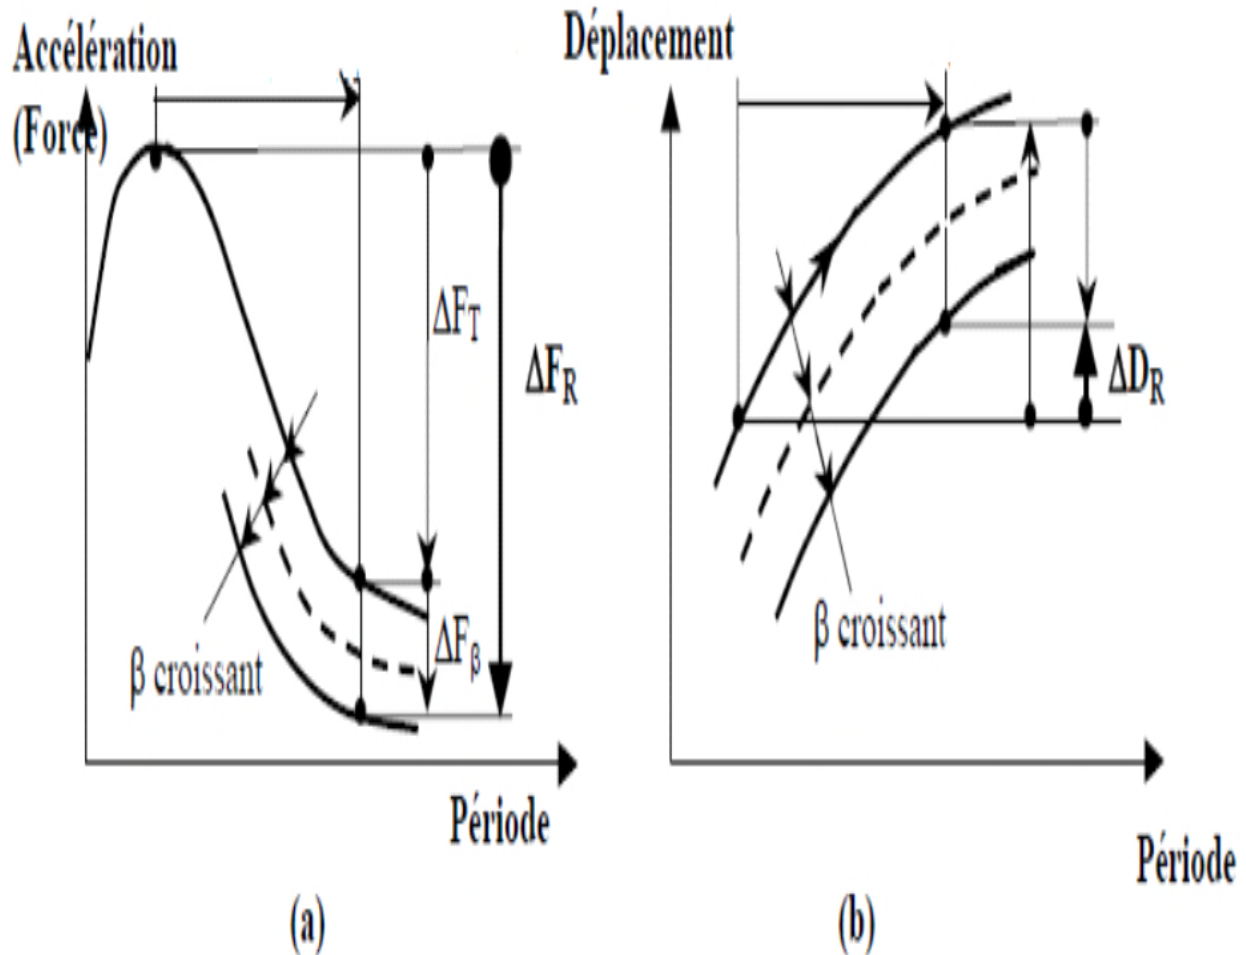 Accélération
(Force)
ΔF_T
ΔF_R
ΔF_β
β croissant
Période
(a)
Déplacement
ΔD_R
β croissant
Période
(b)